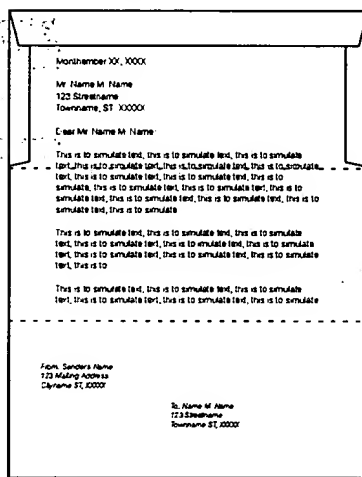 Monthember XX, XXXX
Mr. Name M. Name
123 Streetname
Townname, ST XXXXX
Dear Mr. Name M. Name:
This is to simulate text, this is to simulate text, this is to simulate
text, this is to simulate text, this is to simulate text, this is to simulate
text, this is to simulate text, this is to simulate text, this is to
simulate, this is to simulate text, this is to simulate text, this is to
simulate text, this is to simulate text, this is to simulate text, this is to
simulate text, this is to simulate
This is to simulate text, this is to simulate text, this is to simulate
text, this is to simulate text, this is to simulate text, this is to simulate
text, this is to simulate text, this is to simulate text, this is to simulate
text, this is to
This is to simulate text, this is to simulate text, this is to simulate
text, this is to simulate text, this is to simulate text, this is to simulate
From: Senders Name
123 Mailing Address
Cityname ST, XXXXX
To: Name M. Name
123 Streetname
Townname ST, XXXXX